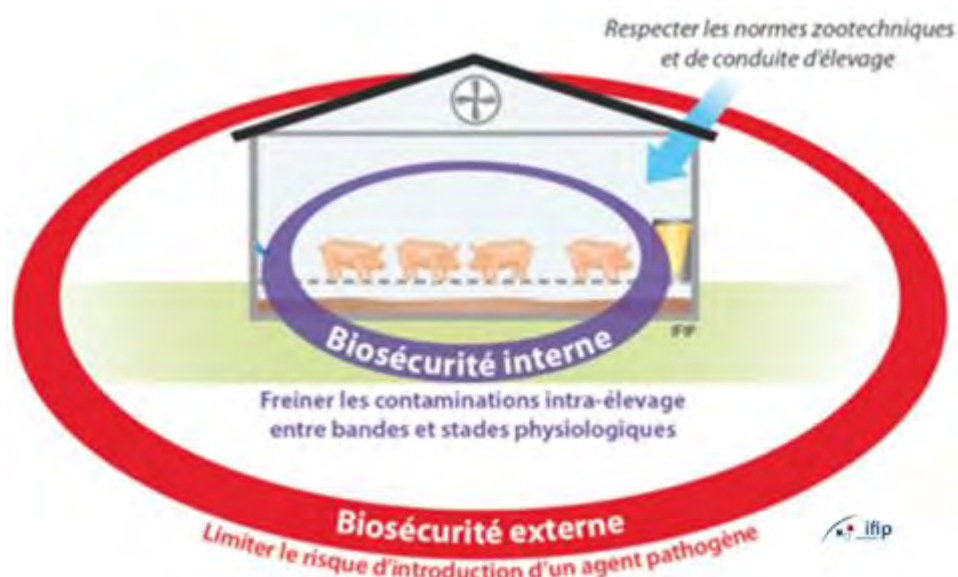 Respecter les normes zootechniques
et de conduite d'élevage
IFIP
Biosécurité interne
Freiner les contaminations intra-élevage
entre bandes et stades physiologiques
Biosécurité externe
Limiter le risque d'introduction d'un agent pathogène
ifip